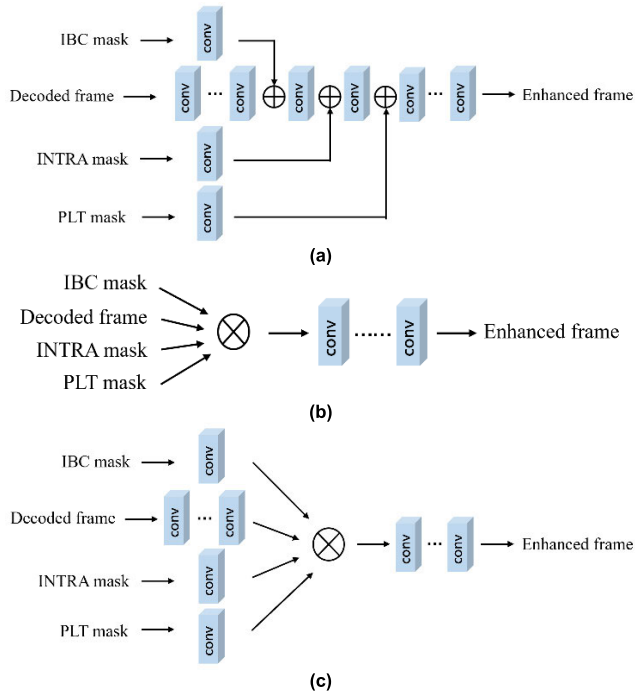 IBC mask
conv
Decoded frame
conv ... conv conv conv conv ... conv
Enhanced frame
INTRA mask
conv
PLT mask
conv
(a)
IBC mask
Decoded frame
INTRA mask
PLT mask
conv ...... conv
Enhanced frame
(b)
IBC mask
conv
Decoded frame
conv ... conv
conv ... conv
Enhanced frame
INTRA mask
conv
PLT mask
conv
(c)